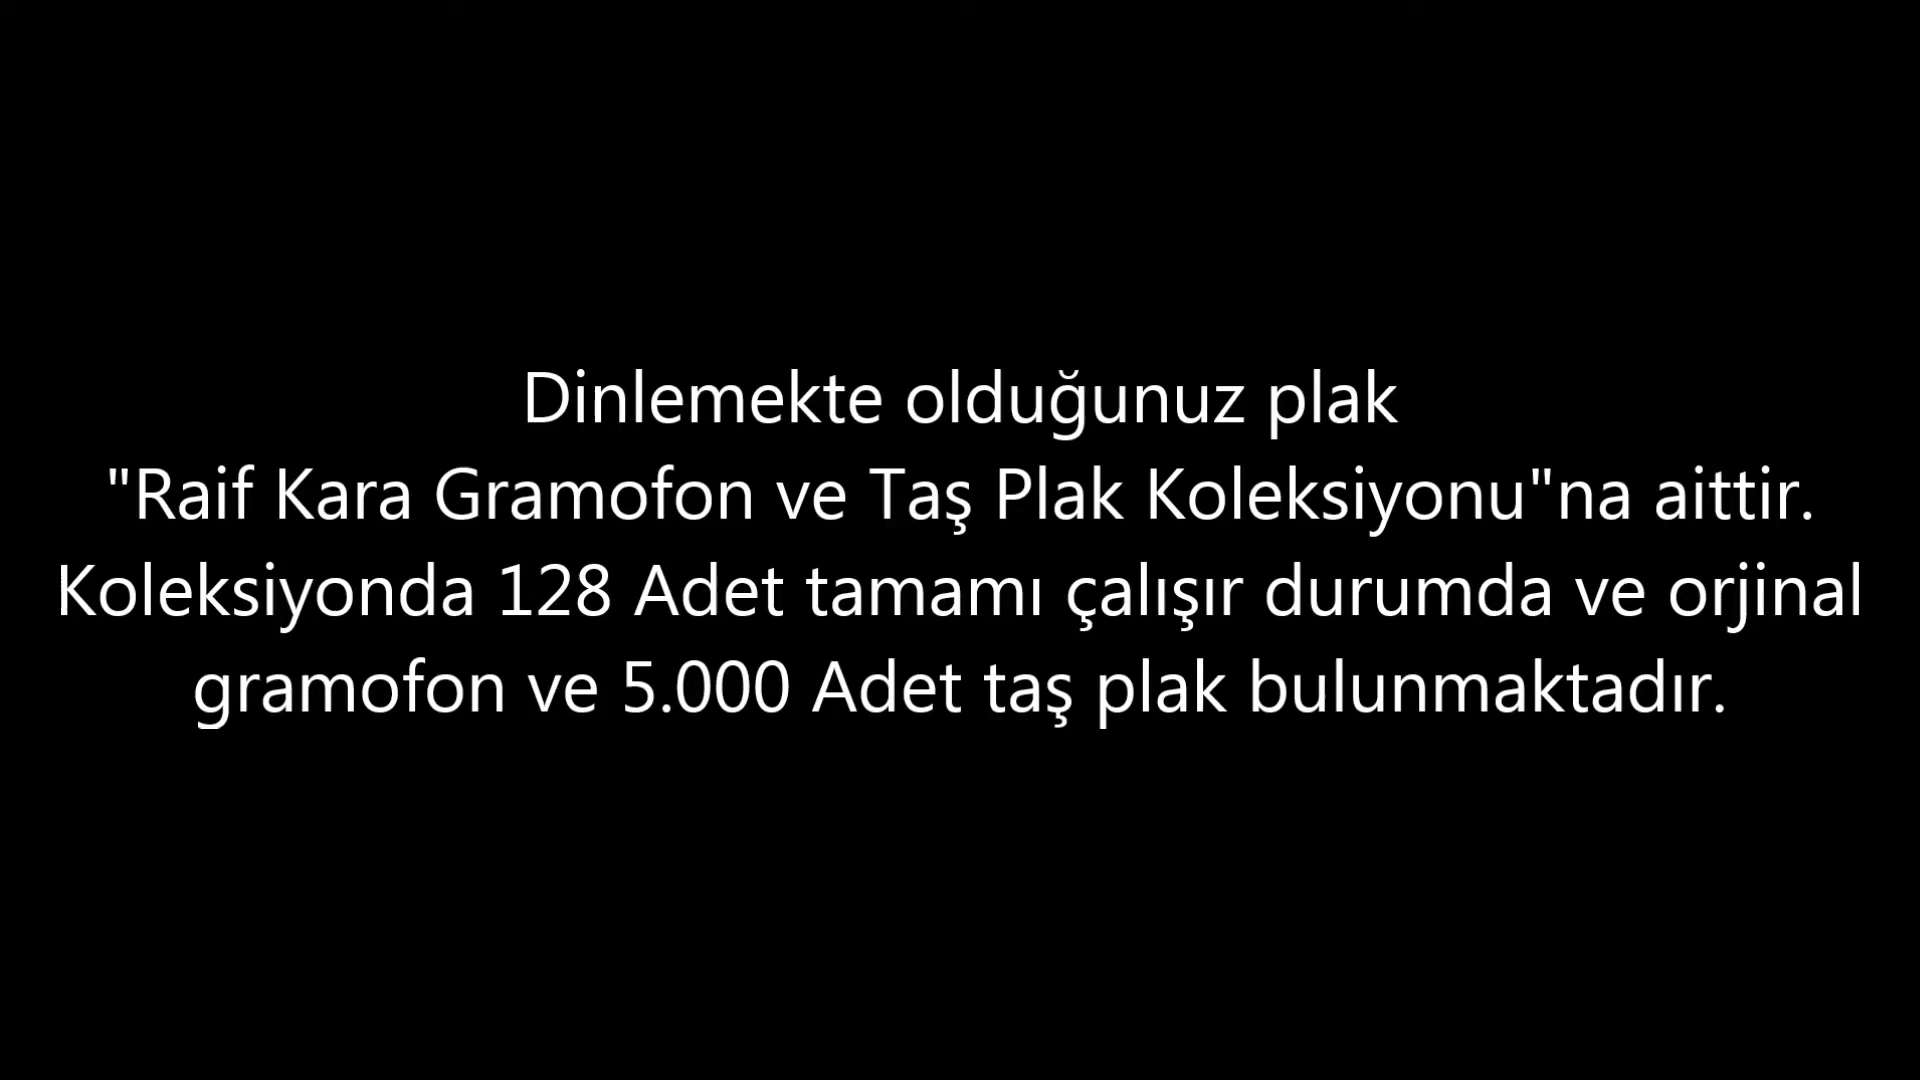 Dinlemekte olduğunuz plak
"Raif Kara Gramofon ve Taş Plak Koleksiyonu"na aittir.
Koleksiyonda 128 Adet tamamı çalışır durumda ve orjinal
gramofon ve 5.000 Adet taş plak bulunmaktadır.